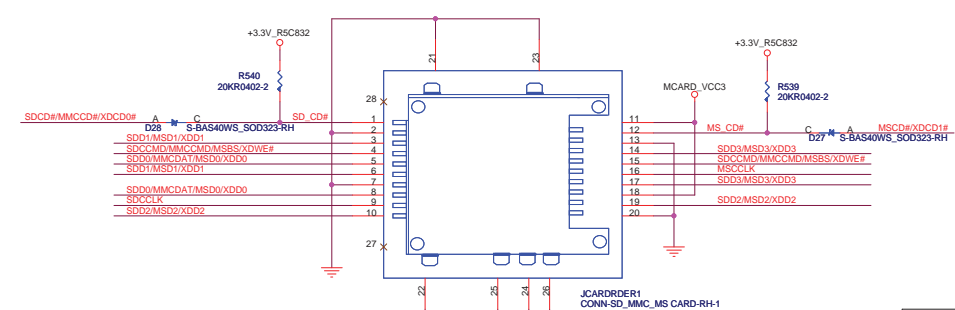 +3.3V_R5C832
21
23
+3.3V_R5C832
R540
20KR0402-2
R539
20KR0402-2
28
MCARD_VCC3
SDCD#/MMCCD#/XDCD0#
A
C
SD_CD#
1
11
D28
S-BAS40WS_SOD323-RH
2
12
MS_CD#
C
A
MSCD#/XDCD1#
SDD1/MSD1/XDD1
3
13
D27
S-BAS40WS_SOD323-RH
SDCCMD/MMCCMD/MSBS/XDWE#
4
14
SDD3/MSD3/XDD3
SDD0/MMCDAT/MSD0/XDD0
5
15
SDCCMD/MMCCMD/MSBS/XDWE#
SDD1/MSD1/XDD1
6
16
MSCCLK
7
17
SDD3/MSD3/XDD3
SDD0/MMCDAT/MSD0/XDD0
8
18
SDCCLK
9
19
SDD2/MSD2/XDD2
SDD2/MSD2/XDD2
10
20
27
22
25
24
26
JCARDRDER1
CONN-SD_MMC_MS CARD-RH-1